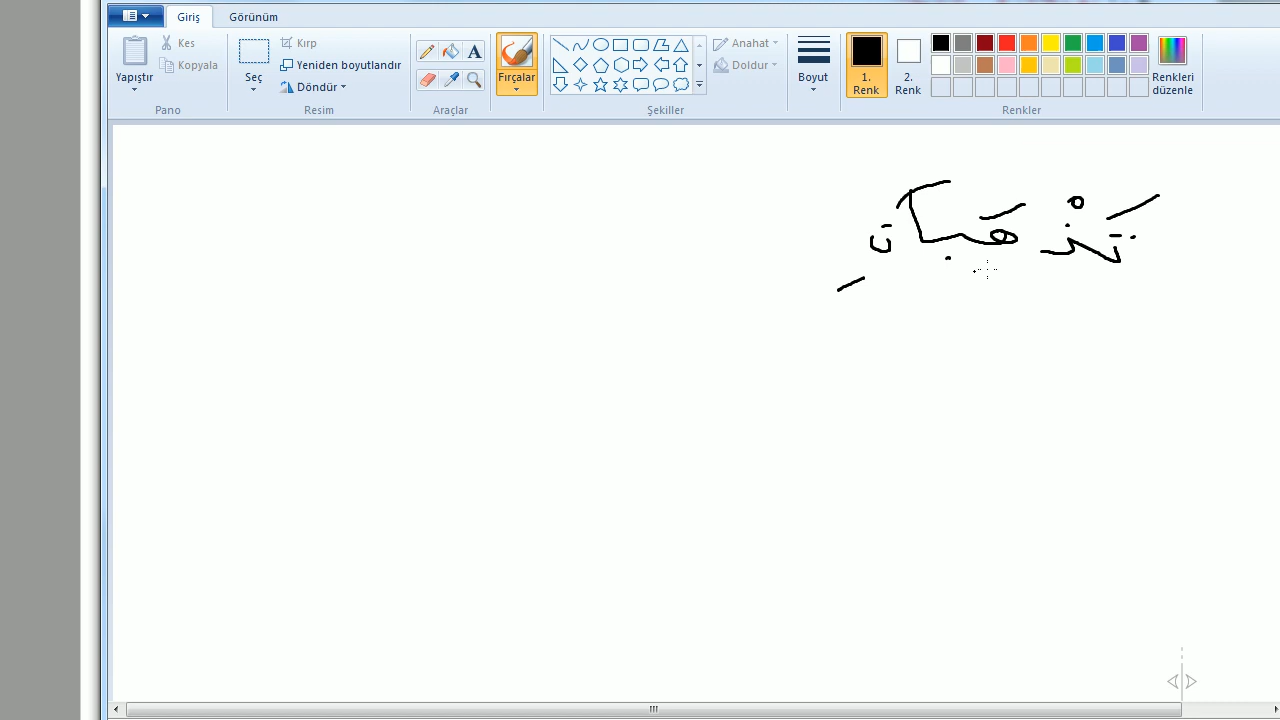 Giriş Görünüm
Yapıştır Kes Kopyala Pano
Seç Kırp Yeniden boyutlandır Döndür Resim
A Araçlar
Fırçalar
Anahat Doldur Şekiller
Boyut
1. Renk 2. Renk Renkleri düzenle Renkler
تَذْهَبَانِ